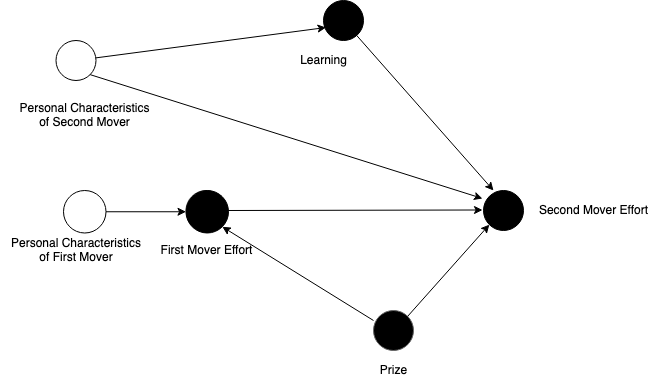 Learning
Personal Characteristics
of Second Mover
Second Mover Effort
Personal Characteristics
of First Mover
First Mover Effort
Prize